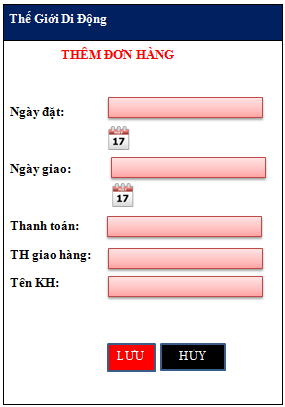 Thế Giới Di Động
THÊM ĐƠN HÀNG
Ngày đặt:
17
Ngày giao:
17
Thanh toán:
TH giao hàng:
Tên KH:
LƯU HUY